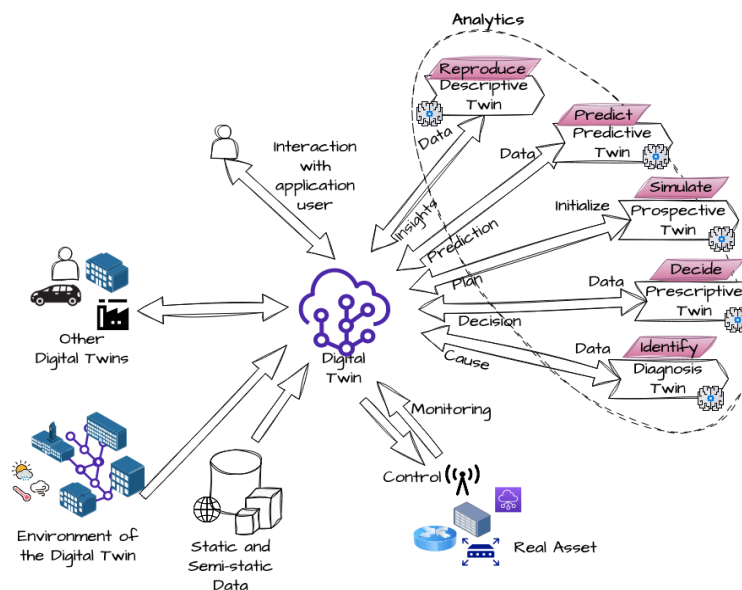 Analytics
Reproduce
Descriptive
Twin
Predict
Predictive
Twin
Simulate
Prospective
Twin
Decide
Prescriptive
Twin
Identify
Diagnosis
Twin
Data
Insights
Data
Prediction
Initialize
Plan
Data
Decision
Data
Cause
Interaction
with
application
user
Other
Digital Twins
Digital
Twin
Monitoring
Control
Real Asset
Environment of
the Digital Twin
Static and
Semi-static
Data